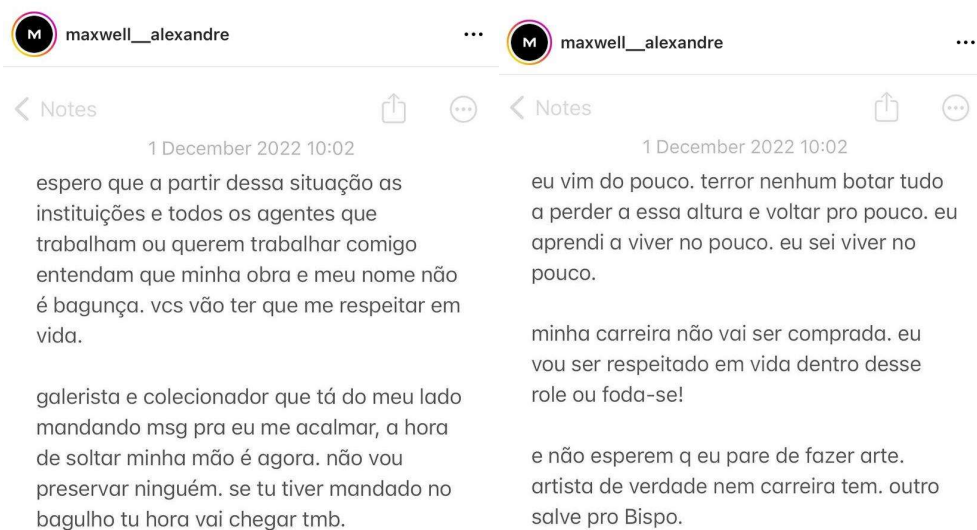 M maxwell__alexandre
Notes
1 December 2022 10:02
espero que a partir dessa situação as
instituições e todos os agentes que
trabalham ou querem trabalhar comigo
entendam que minha obra e meu nome não
é bagunça. vcs vão ter que me respeitar em
vida.
galerista e colecionador que tá do meu lado
mandando msg pra eu me acalmar, a hora
de soltar minha mão é agora. não vou
preservar ninguém. se tu tiver mandado no
bagulho tu hora vai chegar tmb.
M maxwell__alexandre
Notes
1 December 2022 10:02
eu vim do pouco. terror nenhum botar tudo
a perder a essa altura e voltar pro pouco. eu
aprendi a viver no pouco. eu sei viver no
pouco.
minha carreira não vai ser comprada. eu
vou ser respeitado em vida dentro desse
role ou foda-se!
e não esperem q eu pare de fazer arte.
artista de verdade nem carreira tem. outro
salve pro Bispo.